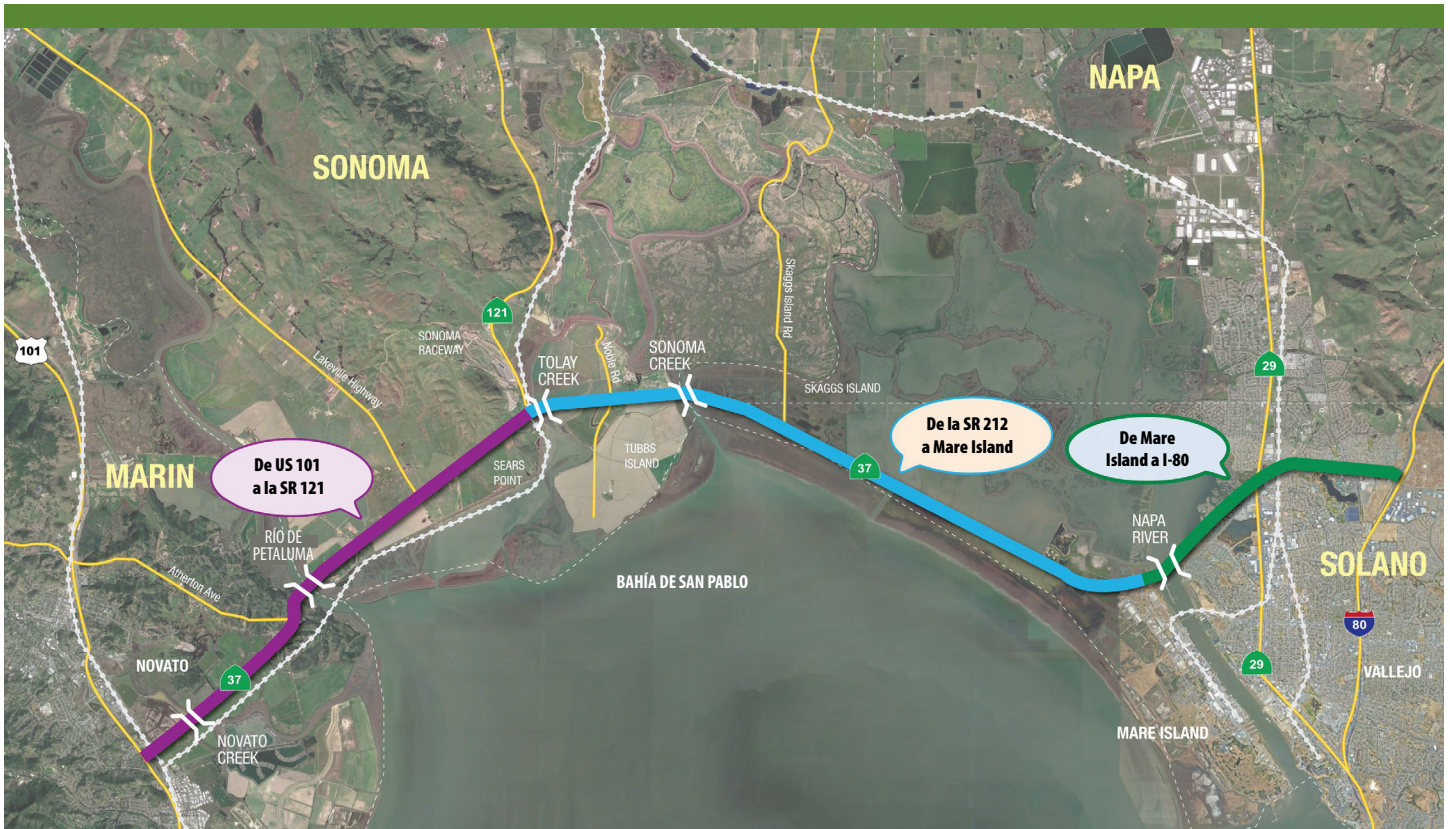 NAPA
SONOMA
121
SONOMA
RACEWAY
Skaggs Island Rd
101
TOLAY
CREEK
Noble Rd
SONOMA
CREEK
Lakeville Highway
29
SKAGGS ISLAND
De la SR 212
a Mare Island
De Mare
Island a I-80
MARIN
De US 101
a la SR 121
SEARS
POINT
TUBBS
ISLAND
37
RÍO DE
PETALUMA
NAPA
RIVER
SOLANO
Atherton Ave
BAHÍA DE SAN PABLO
80
NOVATO
37
29
VALLEJO
NOVATO
CREEK
MARE ISLAND